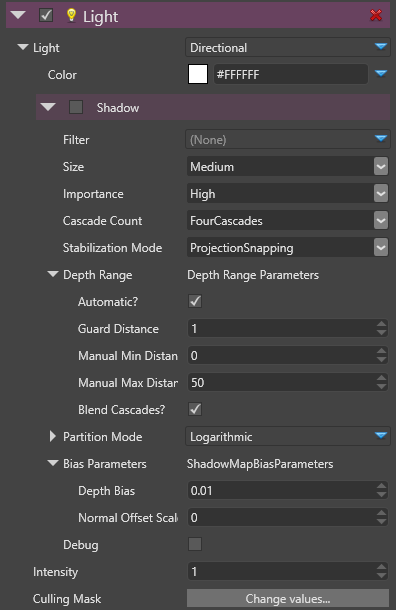 Light
Light Directional
Color #FFFFFF
Shadow
Filter (None)
Size Medium
Importance High
Cascade Count FourCascades
Stabilization Mode ProjectionSnapping
Depth Range Depth Range Parameters
Automatic?
Guard Distance 1
Manual Min Distan 0
Manual Max Distar 50
Blend Cascades?
Partition Mode Logarithmic
Bias Parameters ShadowMapBiasParameters
Depth Bias 0.01
Normal Offset Scal 0
Debug
Intensity 1
Culling Mask Change values...